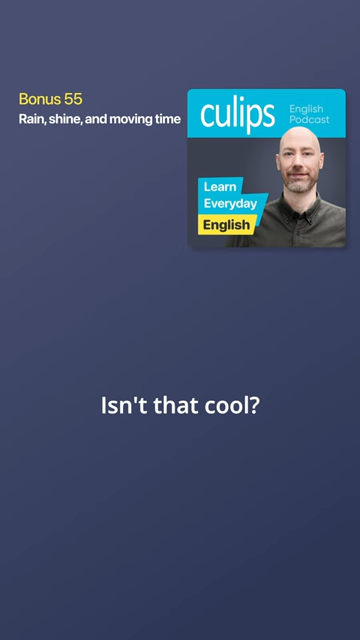 Bonus 55
Rain, shine, and moving time
culips
English
Podcast
Learn
Everyday
English
Isn't that cool?